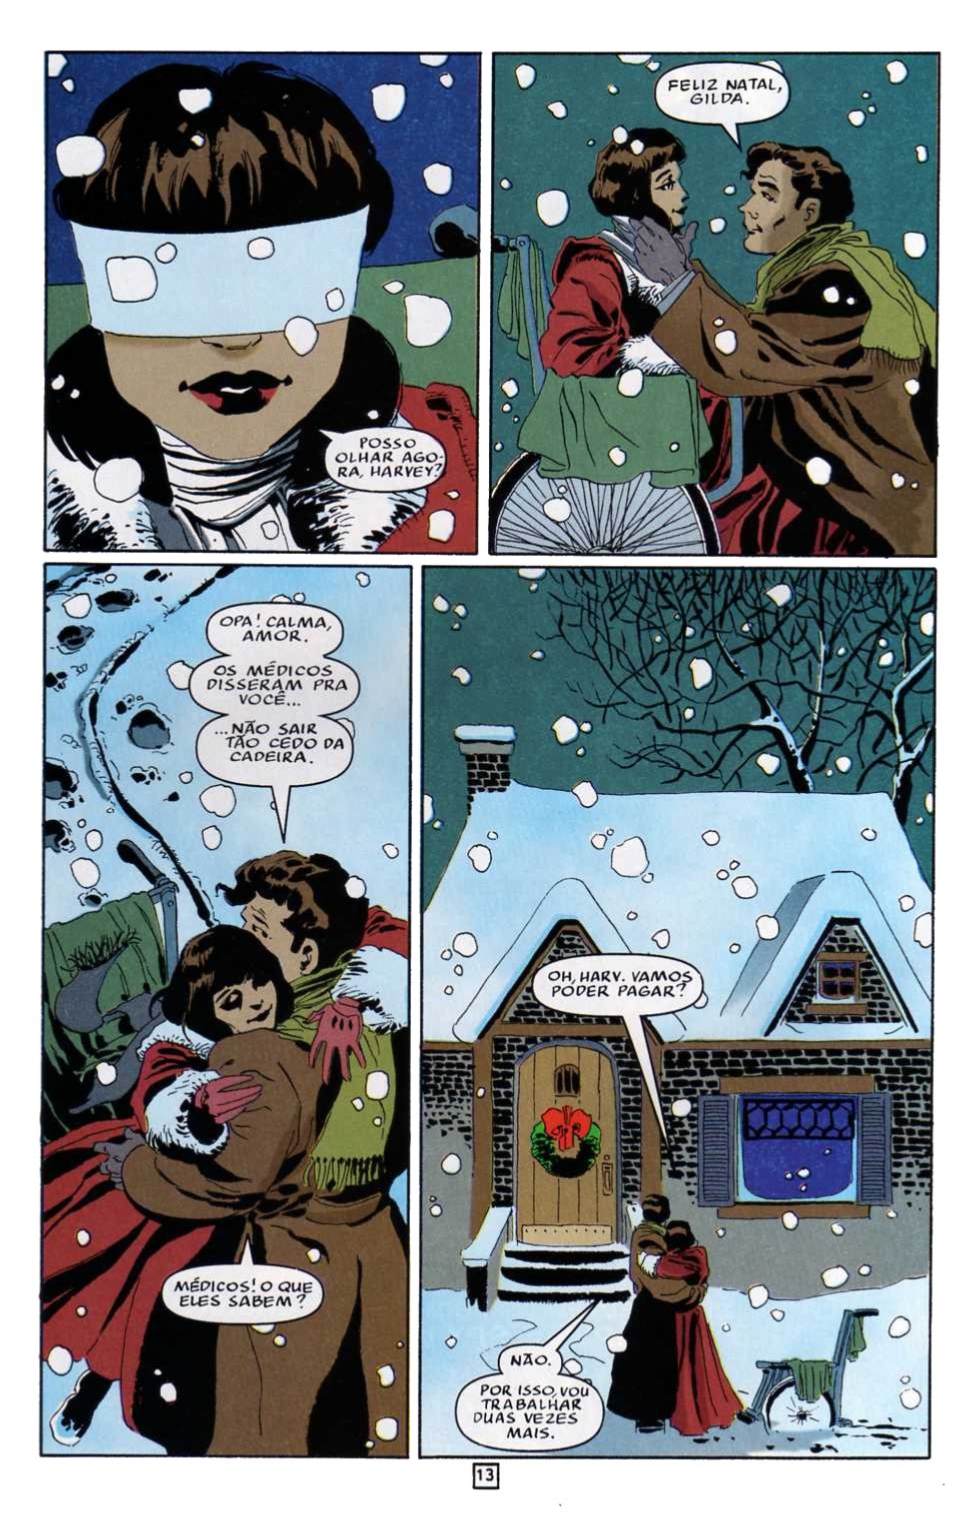 POSSO
OLHAR AGO-
RA, HARVEY?
FELIZ NATAL,
GILDA.
OPA! CALMA,
AMOR.
OS MÉDICOS
DISSERAM PRA
VOCÊ...
...NÃO SAIR
TÃO CEDO DA
CADEIRA.
MÉDICOS! O QUE
ELES SABEM?
OH, HARV. VAMOS
PODER PAGAR?
NÃO.
POR ISSO, VOU
TRABALHAR
DUAS VEZES
MAIS.
13